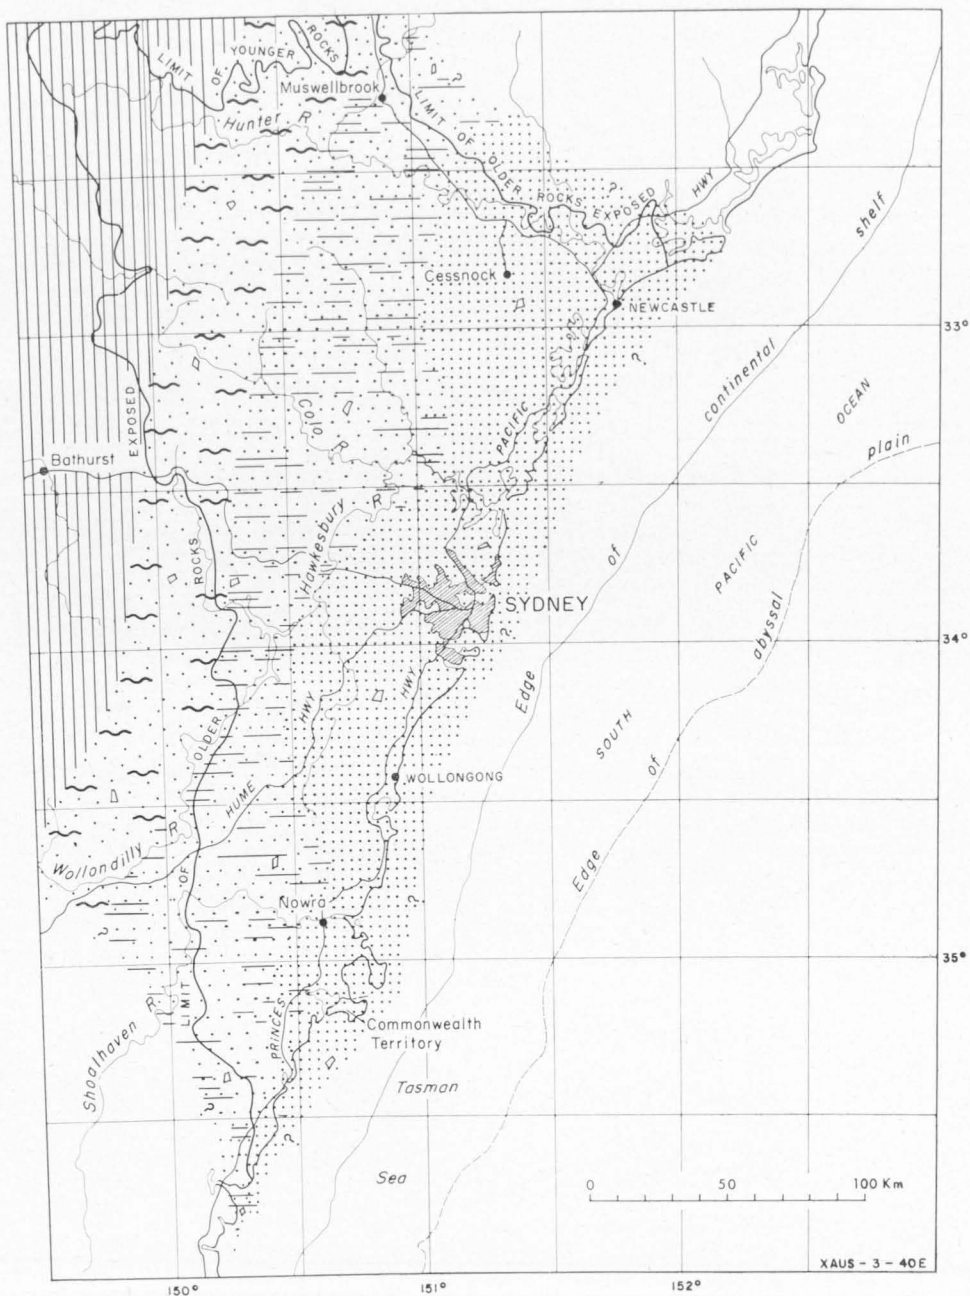 LIMIT OF YOUNGER ROCKS
Muswellbrook
Hunter R
LIMIT OF OLDER ROCKS EXPOSED
HWY
shelf
Cessnock
NEWCASTLE
33°
continental
OCEAN
EXPOSED
Colo R
PACIFIC
plain
Bathurst
Hawkesbury R
ROCKS
of
PACIFIC
SYDNEY
abyssal
34°
Edge
HWY
HWY
OLDER
SOUTH
WOLLONGONG
of
HUME
Wollondilly R
OF
Edge
Nowra
35°
LIMIT
Shoalhaven R
PRINCES
Commonwealth
Territory
Tasman
Sea
0 50 100 Km
XAUS - 3 - 40E
150° 151° 152°
?
?
?
?
?
?
?
?